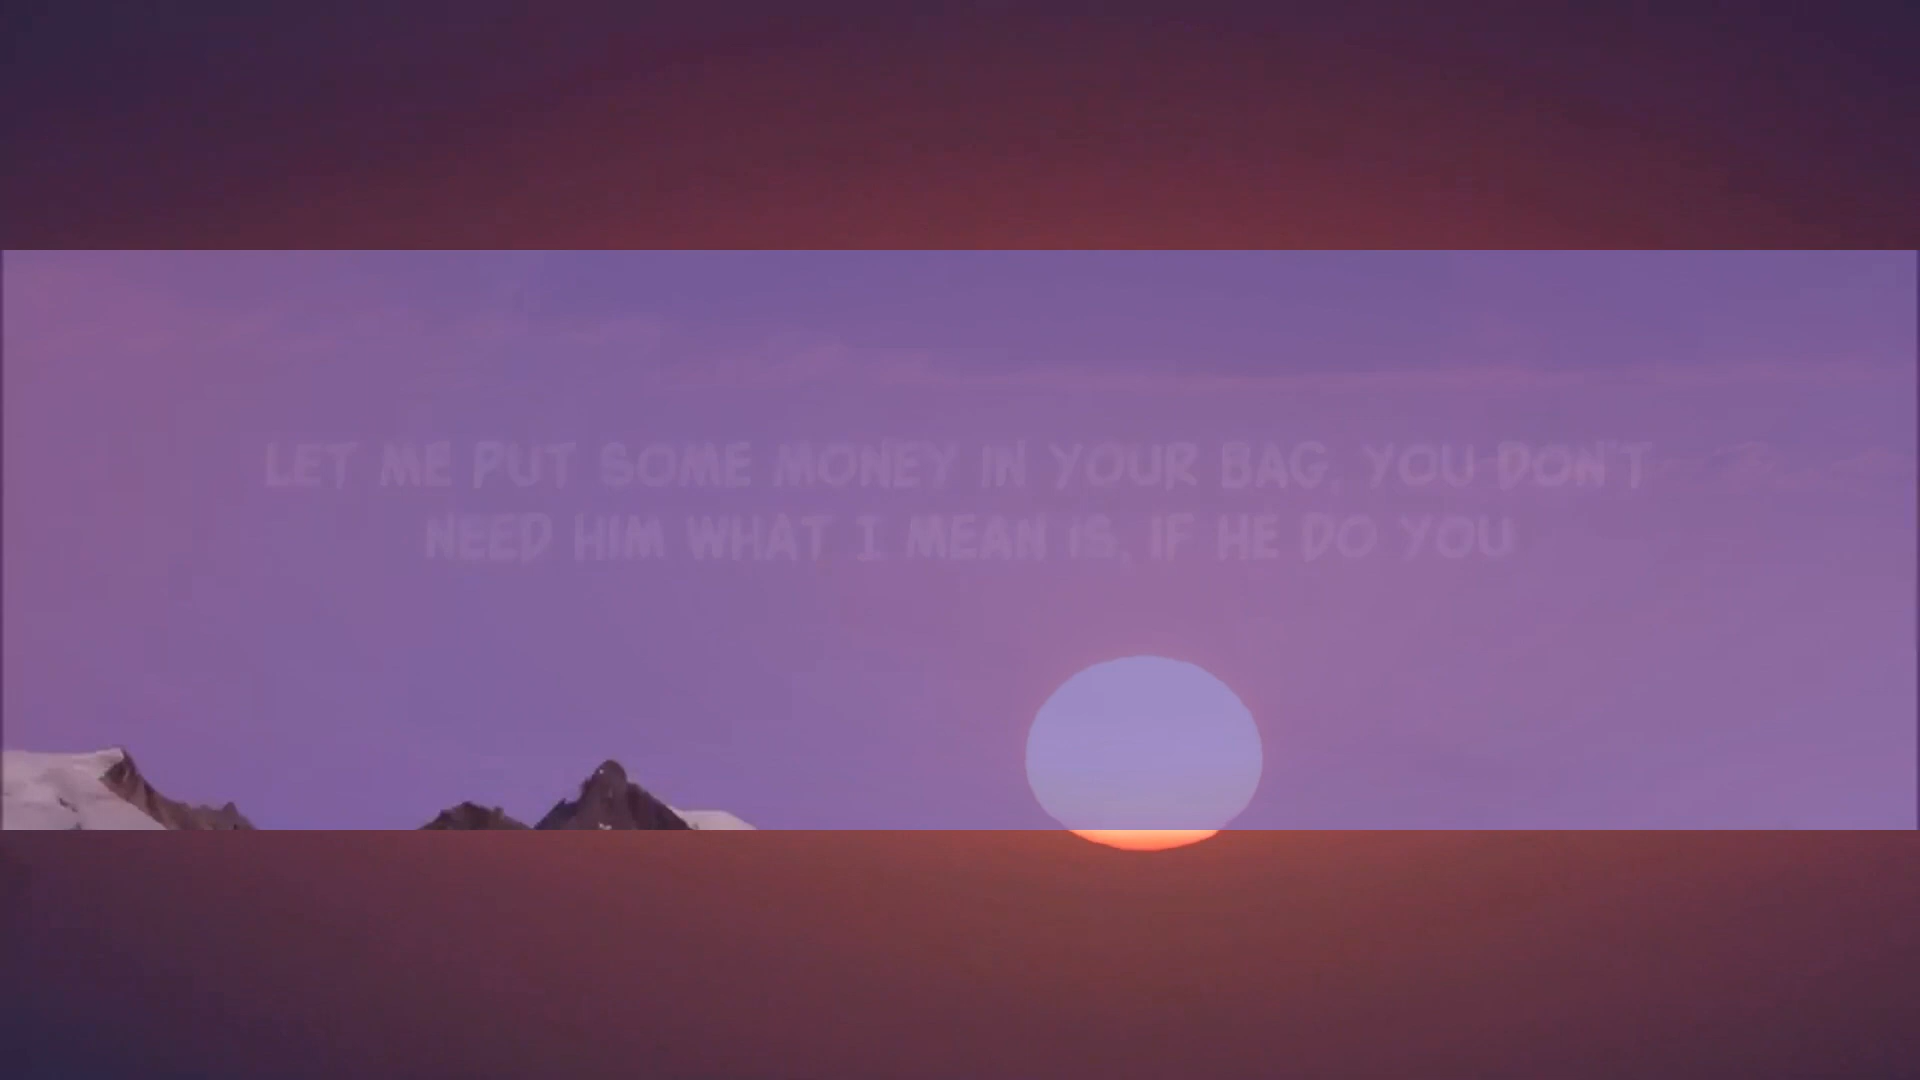 LET ME PUT SOME MONEY IN YOUR BAG, YOU DON'T
NEED HIM WHAT I MEAN IS, IF HE DO YOU